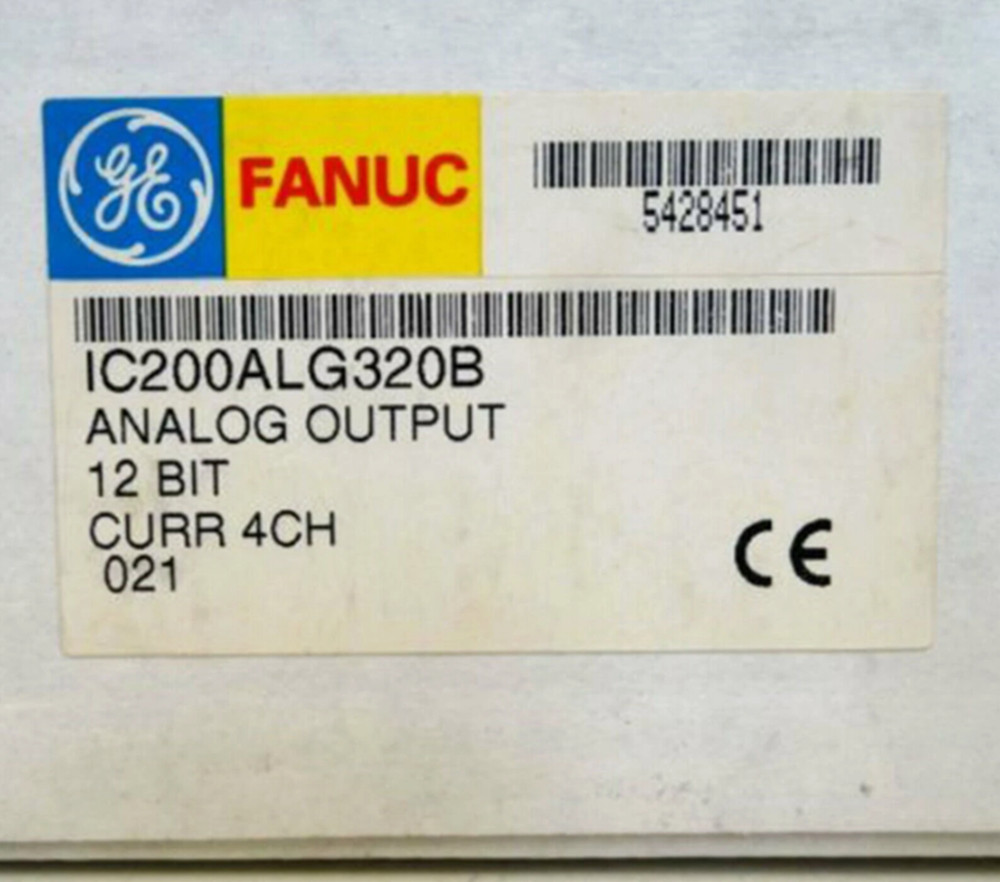 GE FANUC
5428451
IC200ALG320B
ANALOG OUTPUT
12 BIT
CURR 4CH
021
CE